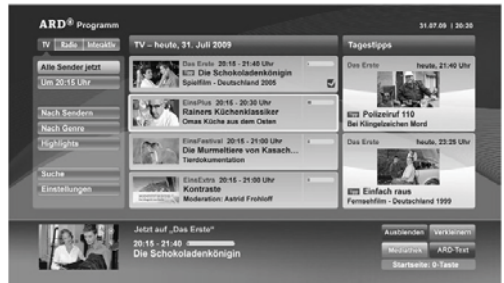 ARD® Programm
31.07.09 | 20:20
TV Radio Interaktiv
TV – heute, 31. Juli 2009
Tagestipps
Alle Sender jetzt
Um 20:15 Uhr
Nach Sendern
Nach Genre
Highlights
Suche
Einstellungen
Das Erste 20:15 - 21:40 Uhr
Die Schokoladenkönigin
Spielfilm - Deutschland 2005
EinsPlus 20:15 - 20:30 Uhr
Rainers Küchenklassiker
Omas Küche aus dem Osten
EinsFestival 20:15 - 21:00 Uhr
Die Murmeltiere von Kasach...
Tierdokumentation
EinsExtra 20:15 - 21:00 Uhr
Kontraste
Moderation: Astrid Frohloff
Das Erste heute, 21:40 Uhr
Polizeiruf 110
Bei Klingelzeichen Mord
Das Erste heute, 23:25 Uhr
Einfach raus
Fernsehfilm - Deutschland 1999
Jetzt auf „Das Erste“
20:15 - 21:40
Die Schokoladenkönigin
Ausblenden Verkleinern
Mediathek ARD-Text
Startseite: 0-Taste